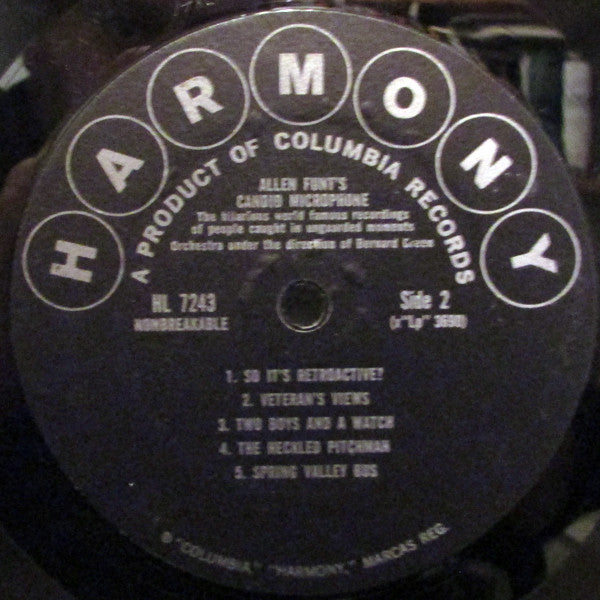 HARMONY
A PRODUCT OF COLUMBIA RECORDS
ALLEN FUNT'S
CANDID MICROPHONE
The hilarious world famous recordings
of people caught in unguarded moments
Orchestra under the direction of Bernard Green
HL 7243
NONBREAKABLE
Side 2
(x"Lp" 3690)
1. SO IT'S RETROACTIVE?
2. VETERAN'S VIEWS
3. TWO BOYS AND A WATCH
4. THE HECKLED PITCHMAN
5. SPRING VALLEY BUS
® "COLUMBIA," "HARMONY," MARCAS REG.